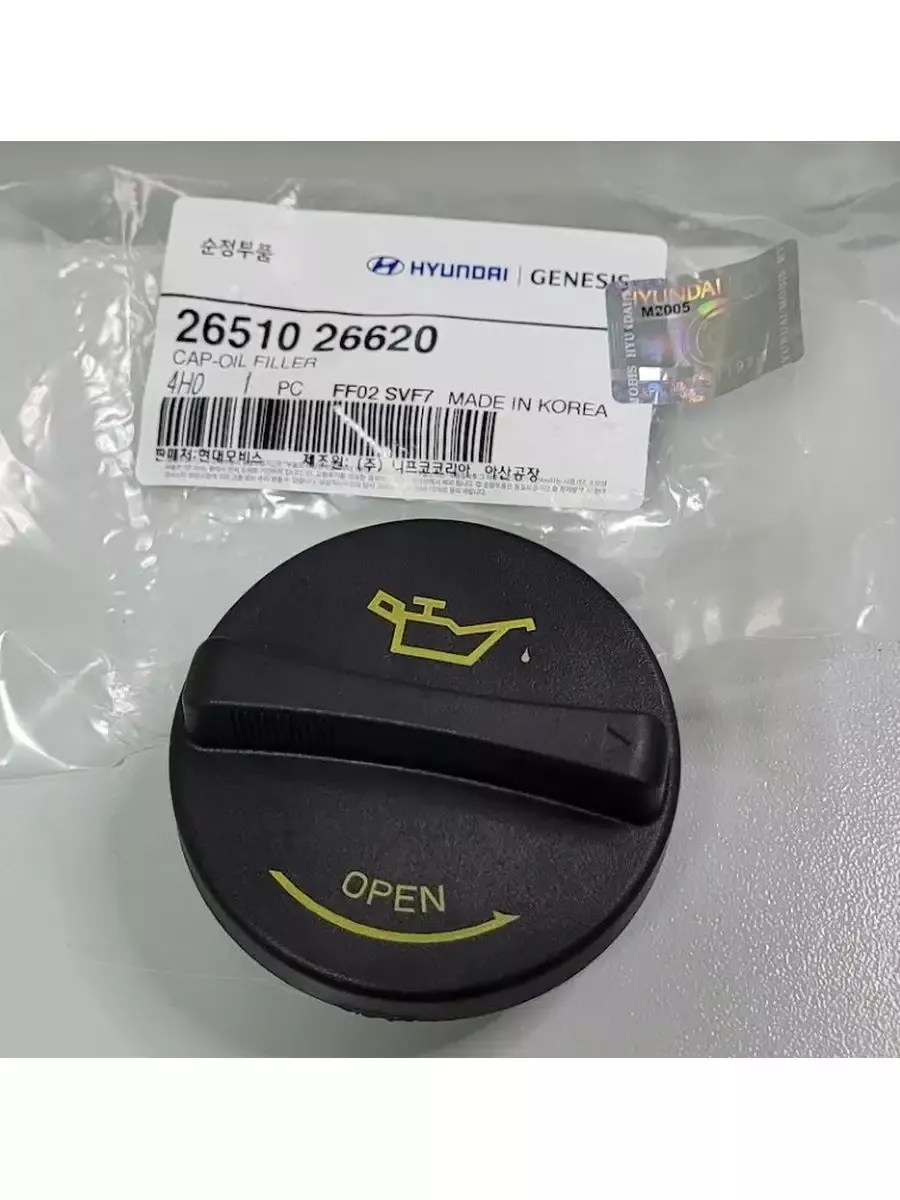 순정부품
HYUNDAI | GENESIS
26510 26620
CAP-OIL FILLER
4H0 1 PC FF02 SVF7 MADE IN KOREA
판매처:현대모비스 제조원: (주) 니프코코리아, 아산공장
HYUNDAI
M2005
HYUNDAI
MOBIS
OPEN